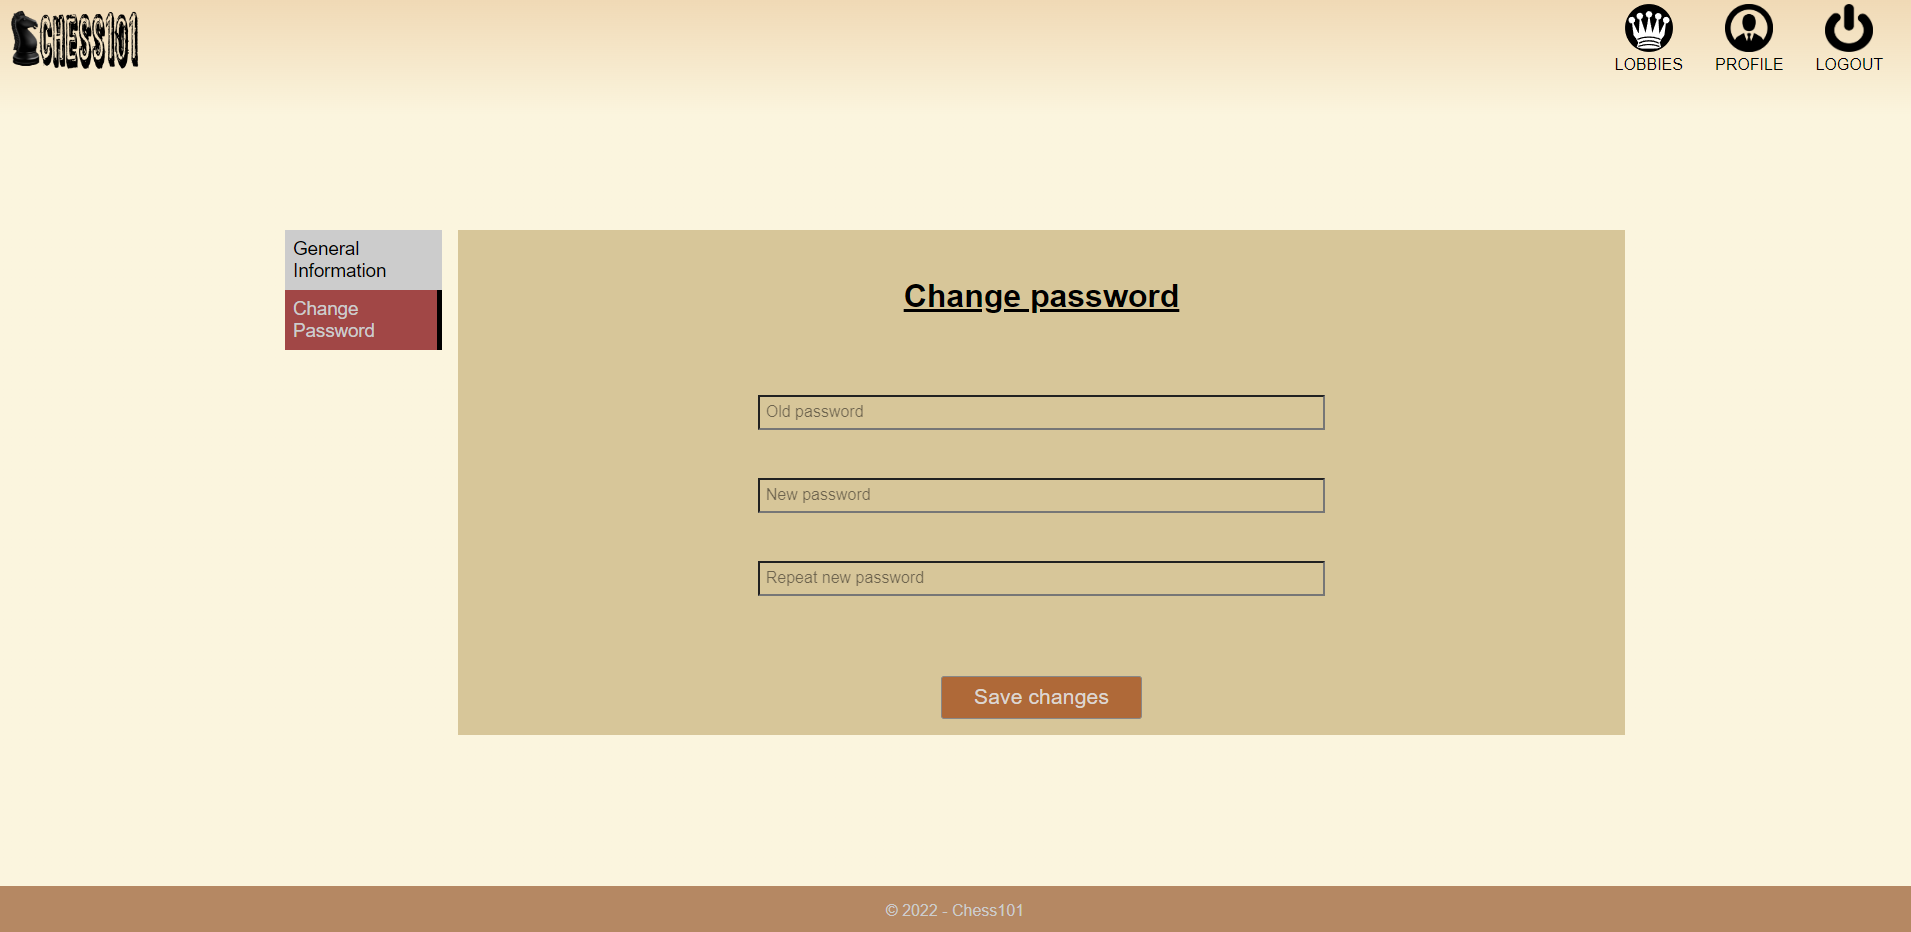 CHESS101
LOBBIES
PROFILE
LOGOUT
General
Information
Change
Password
Change password
Old password
New password
Repeat new password
Save changes
© 2022 - Chess101